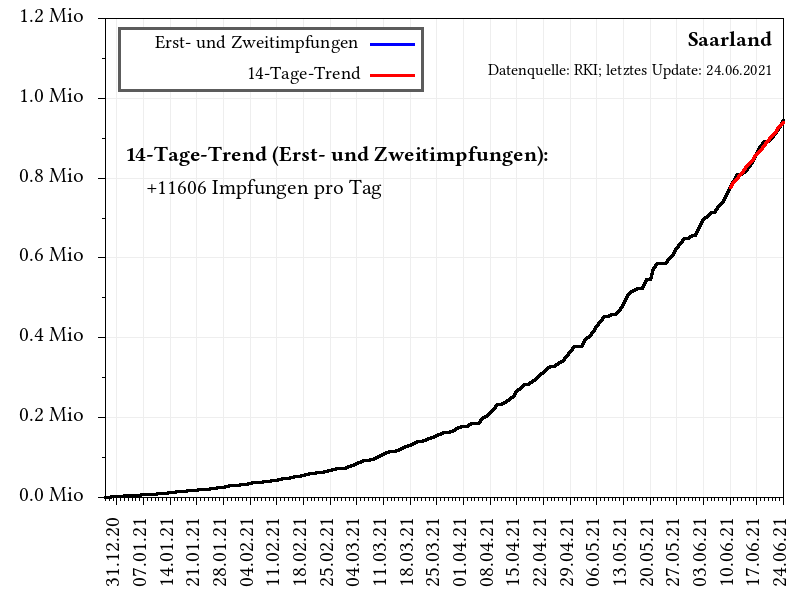 1.2 Mio
1.0 Mio
0.8 Mio
0.6 Mio
0.4 Mio
0.2 Mio
0.0 Mio
Erst- und Zweitimpfungen
14-Tage-Trend
Saarland
Datenquelle: RKI; letztes Update: 24.06.2021
14-Tage-Trend (Erst- und Zweitimpfungen):
+11606 Impfungen pro Tag
31.12.20
07.01.21
14.01.21
21.01.21
28.01.21
04.02.21
11.02.21
18.02.21
25.02.21
04.03.21
11.03.21
18.03.21
25.03.21
01.04.21
08.04.21
15.04.21
22.04.21
29.04.21
06.05.21
13.05.21
20.05.21
27.05.21
03.06.21
10.06.21
17.06.21
24.06.21